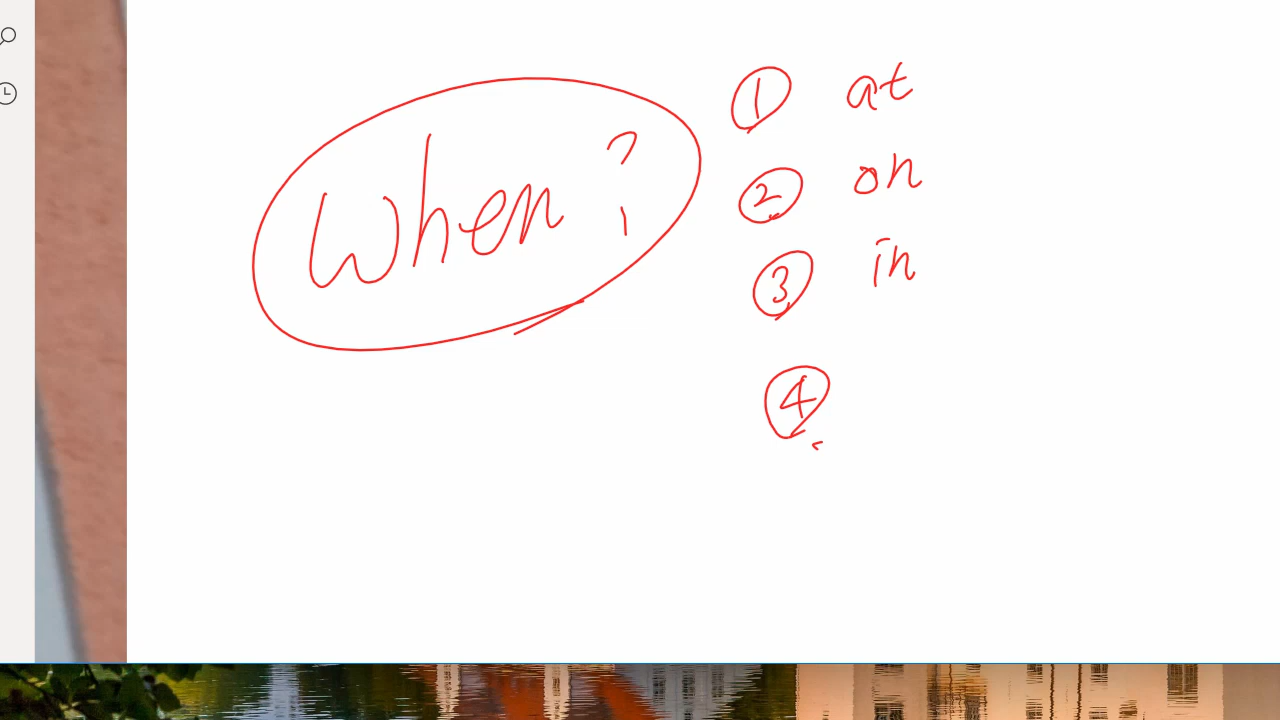 When?
① at
② on
③ in
④